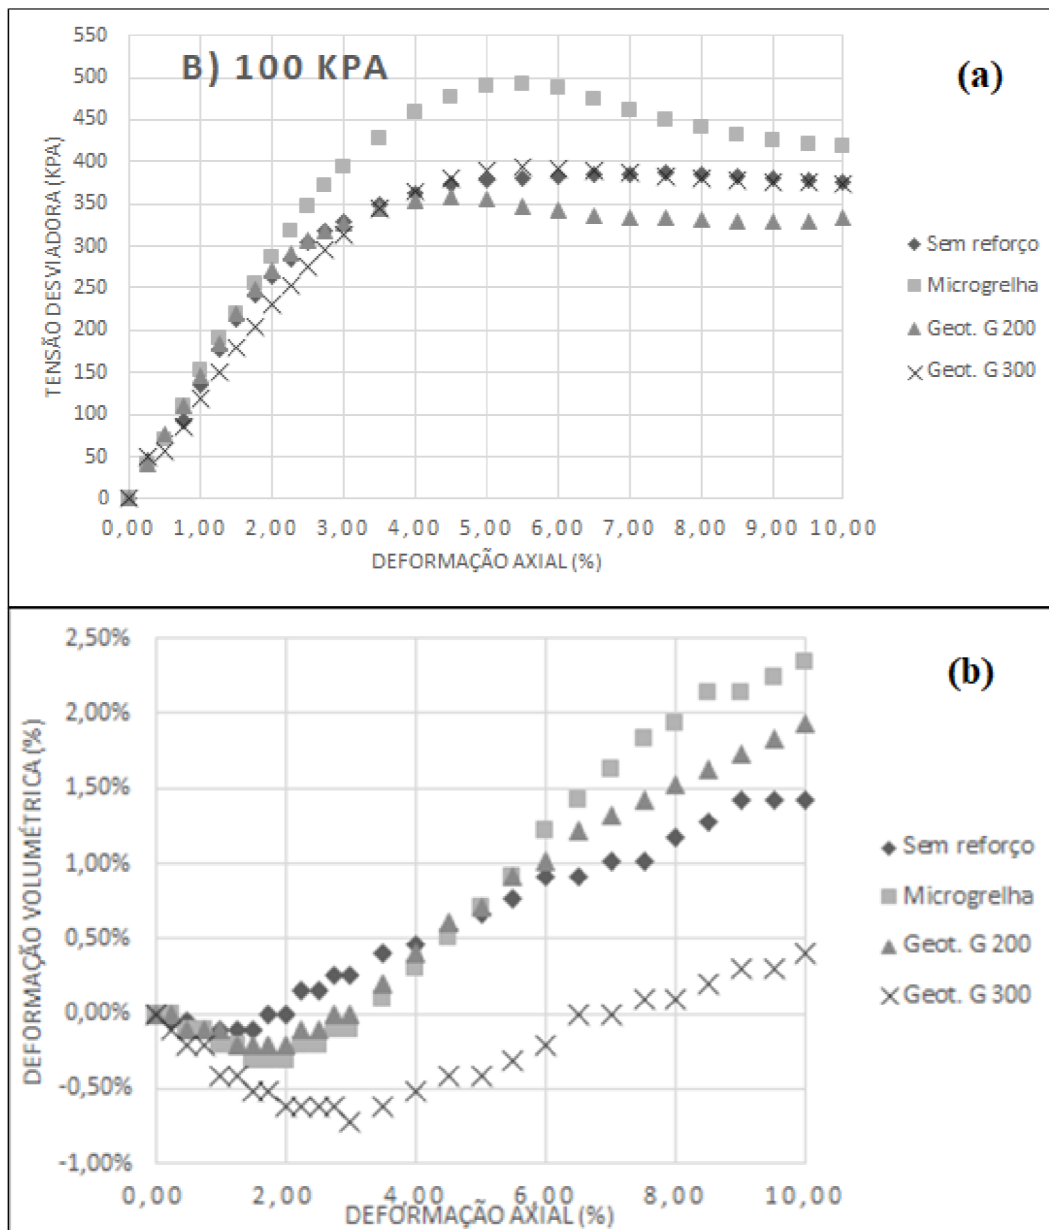 B) 100 KPA
(a)
TENSÃO DESVIADORA (KPA)
550
500
450
400
350
300
250
200
150
100
50
0
0,00 1,00 2,00 3,00 4,00 5,00 6,00 7,00 8,00 9,00 10,00
DEFORMAÇÃO AXIAL (%)
Sem reforço
Microgrelha
Geot. G 200
Geot. G 300
(b)
DEFORMAÇÃO VOLUMÉTRICA (%)
2,50%
2,00%
1,50%
1,00%
0,50%
0,00%
-0,50%
-1,00%
0,00 2,00 4,00 6,00 8,00 10,00
DEFORMAÇÃO AXIAL (%)
Sem reforço
Microgrelha
Geot. G 200
Geot. G 300